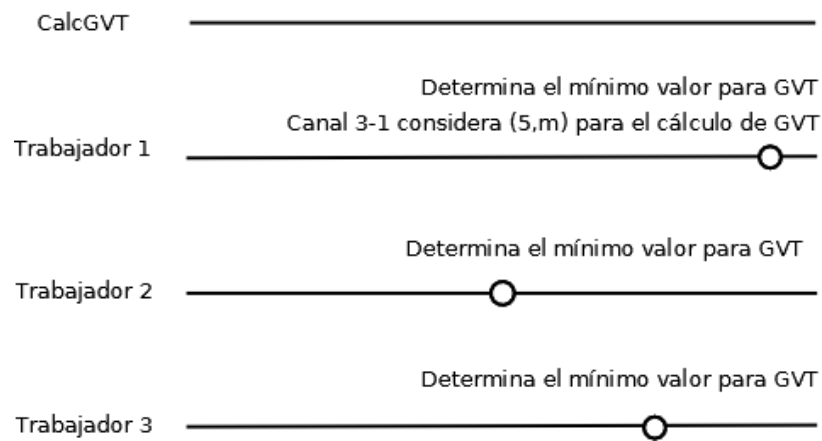 CalcGVT
Determina el mínimo valor para GVT
Canal 3-1 considera (5,m) para el cálculo de GVT
Trabajador 1
Determina el mínimo valor para GVT
Trabajador 2
Determina el mínimo valor para GVT
Trabajador 3